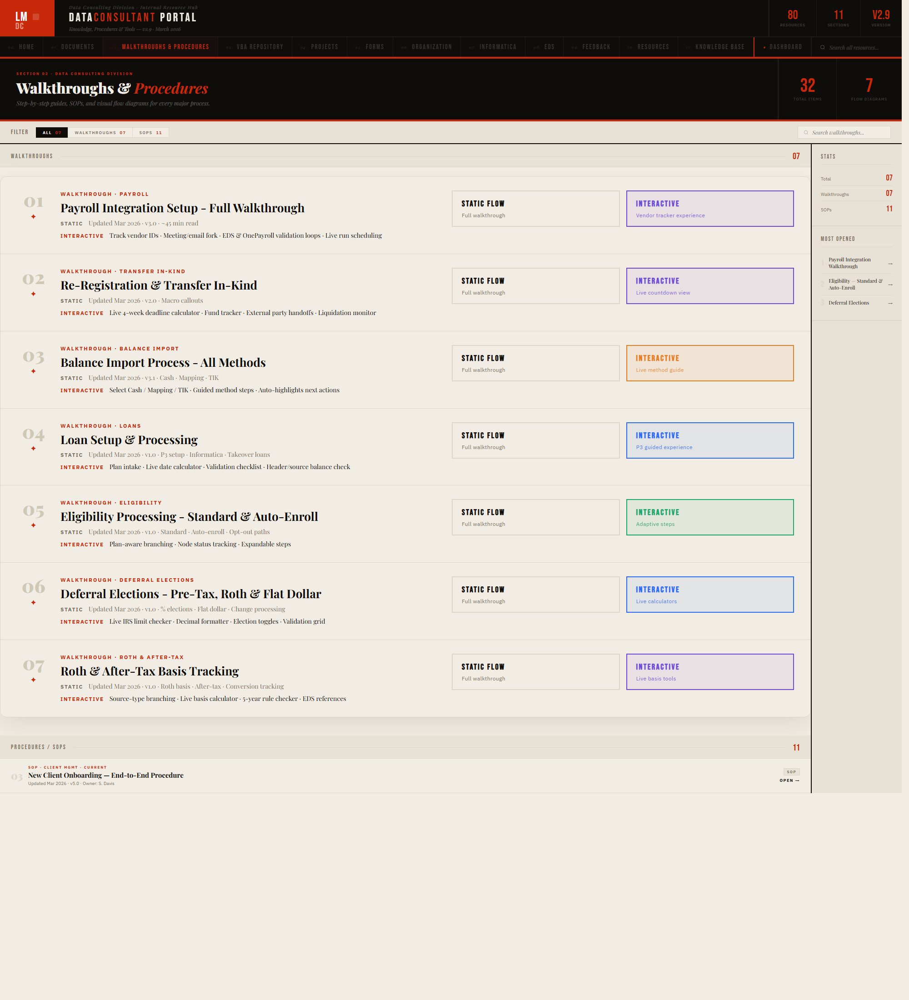 LM
DC
Data Consulting Division · Internal Resource Hub
DATACONSULTANT PORTAL
Knowledge, Procedures & Tools — v2.9 · March 2026
80
RESOURCES
11
SECTIONS
V2.9
VERSION
HOME
DOCUMENTS
WALKTHROUGHS & PROCEDURES
VBA REPOSITORY
PROJECTS
FORMS
ORGANIZATION
INFORMATICA
EDS
FEEDBACK
RESOURCES
KNOWLEDGE BASE
DASHBOARD
Search all resources...
SECTION 02 · DATA CONSULTING DIVISION
Walkthroughs & Procedures
Step-by-step guides, SOPs, and visual flow diagrams for every major process.
32
TOTAL ITEMS
7
FLOW DIAGRAMS
FILTER
ALL 07
WALKTHROUGHS 07
SOPS 11
Search walkthroughs...
WALKTHROUGHS
07
01
WALKTHROUGH · PAYROLL
Payroll Integration Setup - Full Walkthrough
STATIC Updated Mar 2026 · v3.0 · ~45 min read
INTERACTIVE Track vendor IDs · Meeting/email fork · EDS & OnePayroll validation loops · Live run scheduling
STATIC FLOW
Full walkthrough
INTERACTIVE
Vendor tracker experience
02
WALKTHROUGH · TRANSFER IN-KIND
Re-Registration & Transfer In-Kind
STATIC Updated Mar 2026 · v2.0 · Macro callouts
INTERACTIVE Live 4-week deadline calculator · Fund tracker · External party handoffs · Liquidation monitor
STATIC FLOW
Full walkthrough
INTERACTIVE
Live countdown view
03
WALKTHROUGH · BALANCE IMPORT
Balance Import Process - All Methods
STATIC Updated Mar 2026 · v3.1 · Cash · Mapping · TIK
INTERACTIVE Select Cash / Mapping / TIK · Guided method steps · Auto-highlights next actions
STATIC FLOW
Full walkthrough
INTERACTIVE
Live method guide
04
WALKTHROUGH · LOANS
Loan Setup & Processing
STATIC Updated Mar 2026 · v1.0 · P3 setup · Informatica · Takeover loans
INTERACTIVE Plan intake · Live date calculator · Validation checklist · Header/source balance check
STATIC FLOW
Full walkthrough
INTERACTIVE
P3 guided experience
05
WALKTHROUGH · ELIGIBILITY
Eligibility Processing - Standard & Auto-Enroll
STATIC Updated Mar 2026 · v1.0 · Standard · Auto-enroll · Opt-out paths
INTERACTIVE Plan-aware branching · Node status tracking · Expandable steps
STATIC FLOW
Full walkthrough
INTERACTIVE
Adaptive steps
06
WALKTHROUGH · DEFERRAL ELECTIONS
Deferral Elections - Pre-Tax, Roth & Flat Dollar
STATIC Updated Mar 2026 · v1.0 · % elections · Flat dollar · Change processing
INTERACTIVE Live IRS limit checker · Decimal formatter · Election toggles · Validation grid
STATIC FLOW
Full walkthrough
INTERACTIVE
Live calculators
07
WALKTHROUGH · ROTH & AFTER-TAX
Roth & After-Tax Basis Tracking
STATIC Updated Mar 2026 · v1.0 · Roth basis · After-tax · Conversion tracking
INTERACTIVE Source-type branching · Live basis calculator · 5-year rule checker · EDS references
STATIC FLOW
Full walkthrough
INTERACTIVE
Live basis tools
PROCEDURES / SOPS
11
03
SOP · CLIENT MGMT · CURRENT
New Client Onboarding — End-to-End Procedure
Updated Mar 2026 · v5.0 · Owner: S. Davis
SOP
OPEN →
STATS
Total 07
Walkthroughs 07
SOPs 11
MOST OPENED
1 Payroll Integration
Walkthrough →
2 Eligibility — Standard &
Auto-Enroll →
3 Deferral Elections →